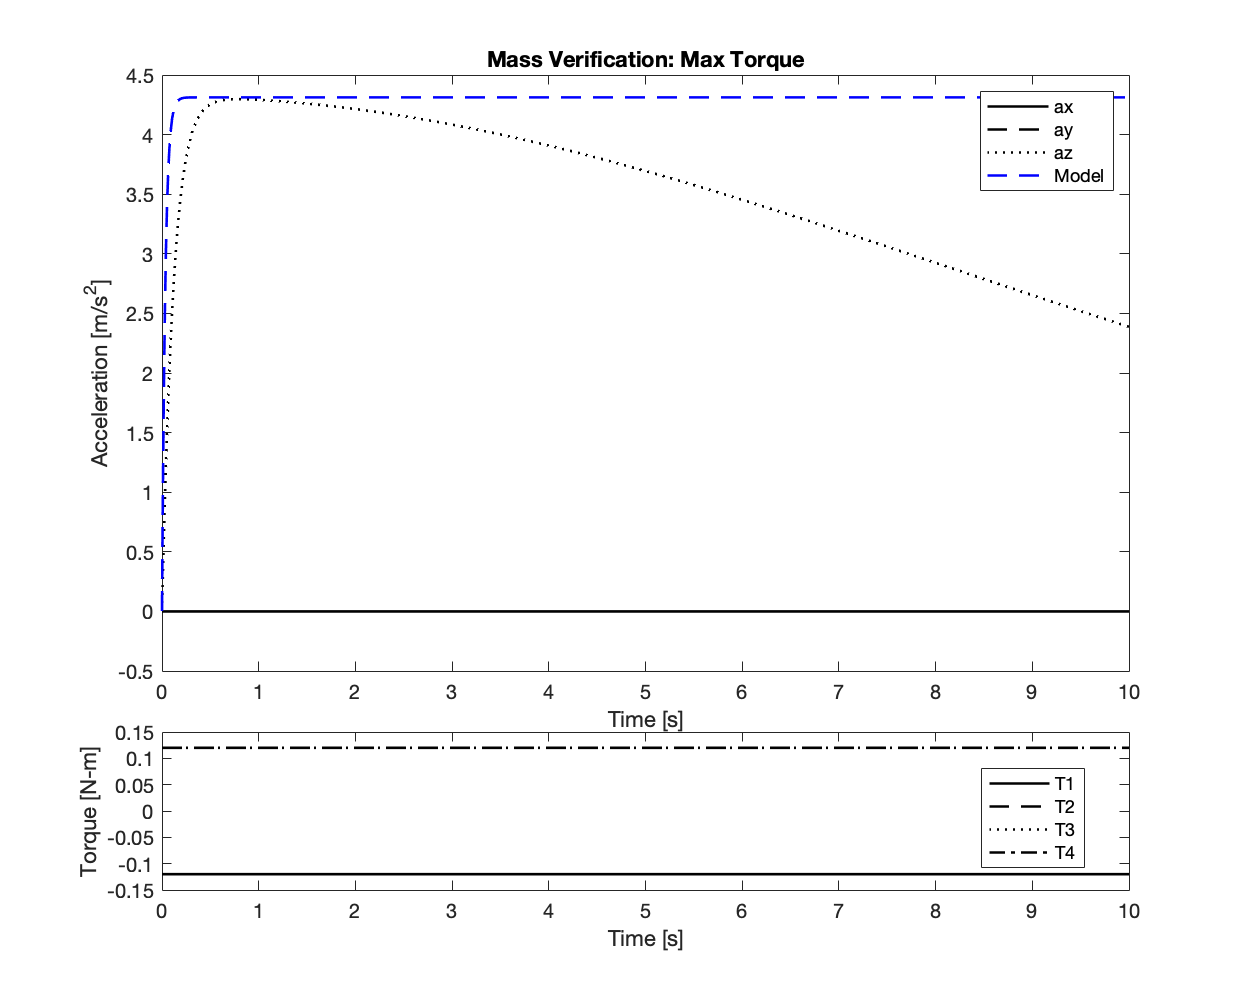 Mass Verification: Max Torque
4.5
4
3.5
3
2.5
2
1.5
1
0.5
0
-0.5
Acceleration [m/s²]
ax
ay
az
Model
0 1 2 3 4 5 6 7 8 9 10
Time [s]
0.15
0.1
0.05
0
-0.05
-0.1
-0.15
Torque [N-m]
T1
T2
T3
T4
0 1 2 3 4 5 6 7 8 9 10
Time [s]